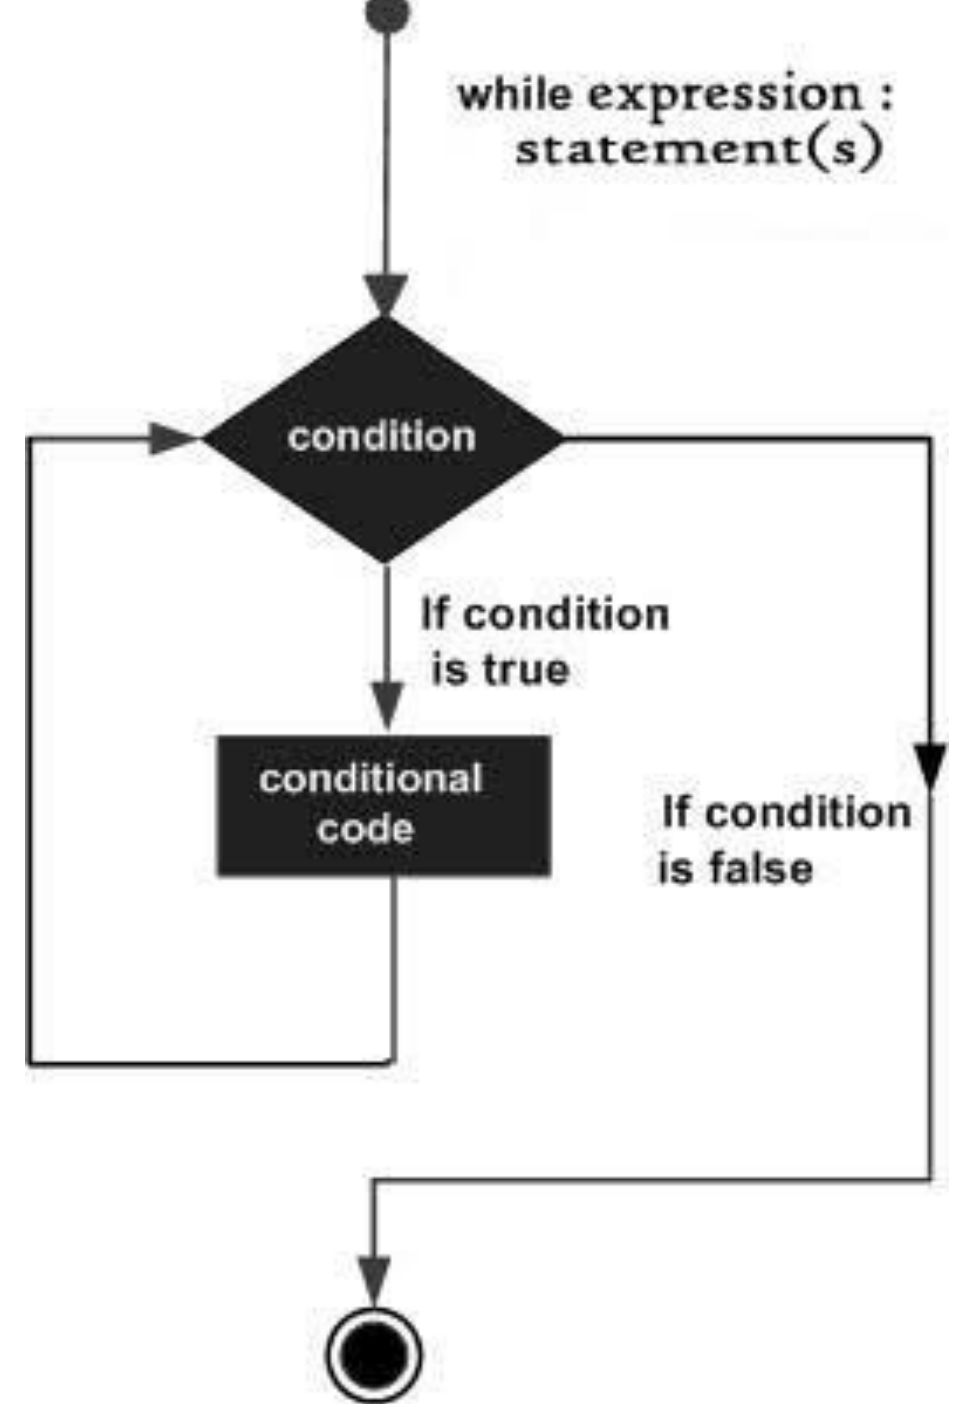 while expression :
statement(s)
condition
If condition
is true
conditional
code
If condition
is false